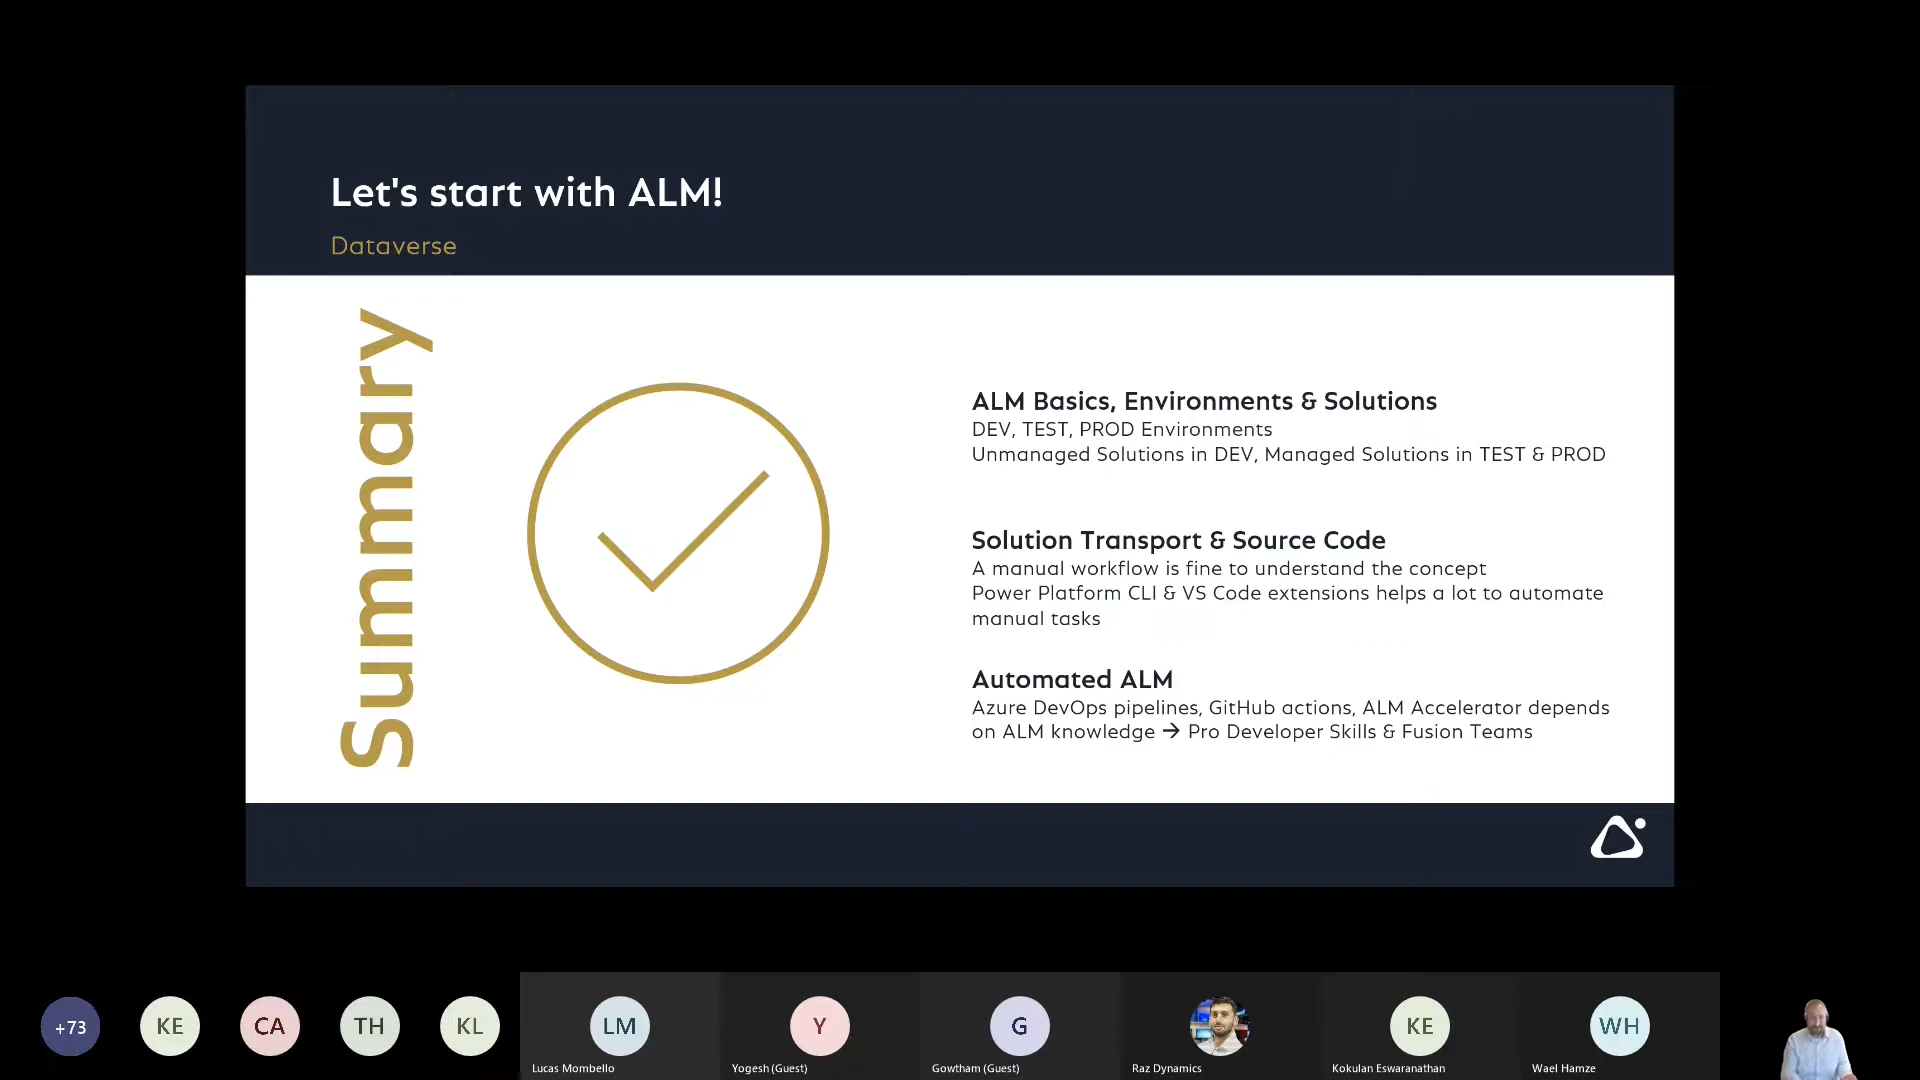 Let's start with ALM!
Dataverse
Summary
ALM Basics, Environments & Solutions
DEV, TEST, PROD Environments
Unmanaged Solutions in DEV, Managed Solutions in TEST & PROD
Solution Transport & Source Code
A manual workflow is fine to understand the concept
Power Platform CLI & VS Code extensions helps a lot to automate
manual tasks
Automated ALM
Azure DevOps pipelines, GitHub actions, ALM Accelerator depends
on ALM knowledge → Pro Developer Skills & Fusion Teams
+73
KE
CA
TH
KL
LM
Y
G
KE
WH
Lucas Mombello
Yogesh (Guest)
Gowtham (Guest)
Raz Dynamics
Kokulan Eswaranathan
Wael Hamze